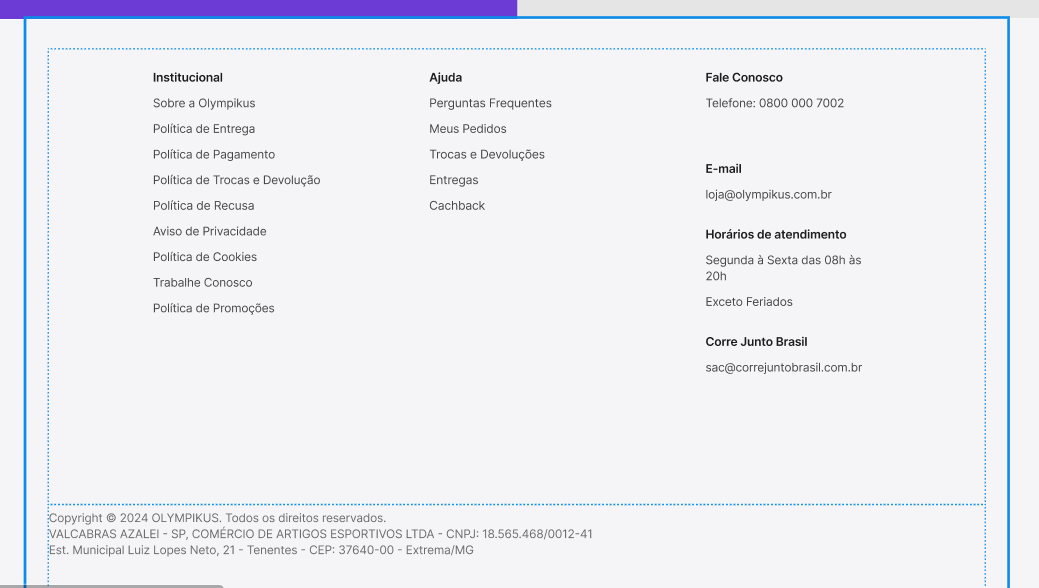 Institucional
Sobre a Olympikus
Política de Entrega
Política de Pagamento
Política de Trocas e Devolução
Política de Recusa
Aviso de Privacidade
Política de Cookies
Trabalhe Conosco
Política de Promoções
Ajuda
Perguntas Frequentes
Meus Pedidos
Trocas e Devoluções
Entregas
Cachback
Fale Conosco
Telefone: 0800 000 7002
E-mail
loja@olympikus.com.br
Horários de atendimento
Segunda à Sexta das 08h às
20h
Exceto Feriados
Corre Junto Brasil
sac@correjuntobrasil.com.br
Copyright © 2024 OLYMPIKUS. Todos os direitos reservados.
VALCABRAS AZALEI - SP, COMÉRCIO DE ARTIGOS ESPORTIVOS LTDA - CNPJ: 18.565.468/0012-41
Est. Municipal Luiz Lopes Neto, 21 - Tenentes - CEP: 37640-00 - Extrema/MG